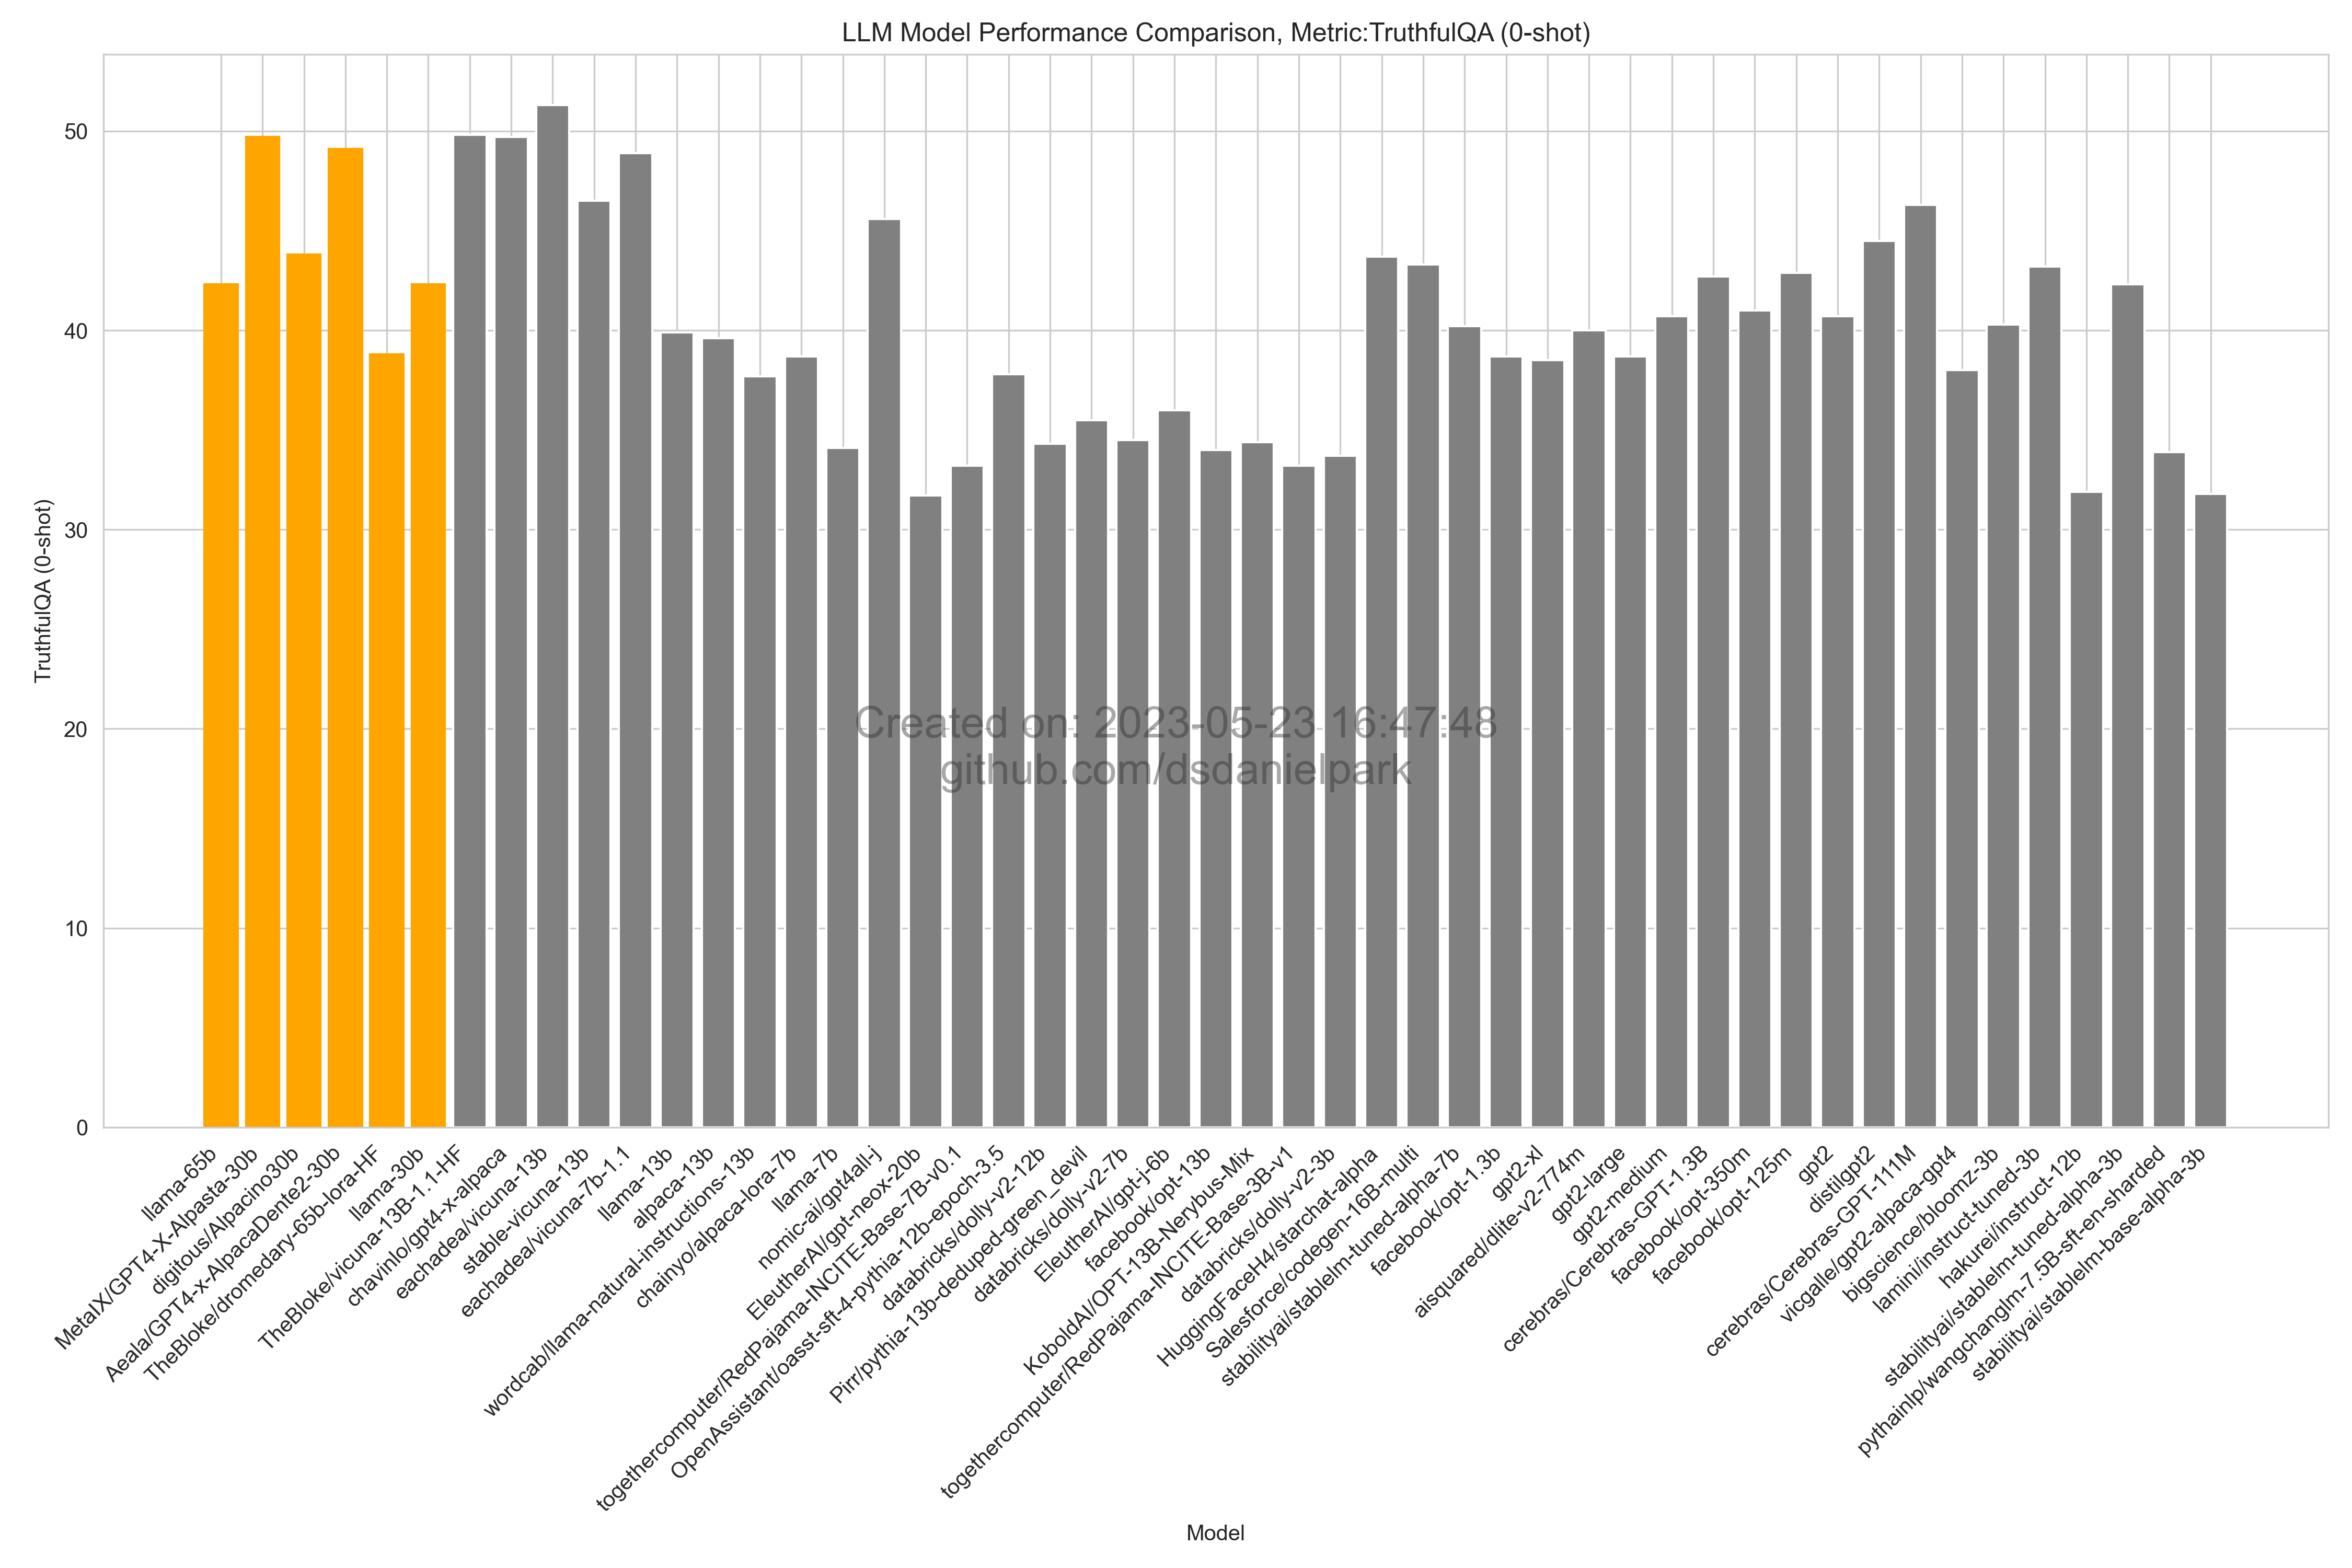 LLM Model Performance Comparison, Metric:TruthfulQA (0-shot)
TruthfulQA (0-shot)
50
40
30
20
10
0
Created on: 2023-05-23 16:47:48
github.com/dsdanielpark
llama-65b
MetaIX/GPT4-X-Alpasta-30b
digitous/Alpacino30b
Aeala/GPT4-x-AlpacaDente2-30b
TheBloke/dromedary-65b-lora-HF
llama-30b
TheBloke/vicuna-13B-1.1-HF
chavinlo/gpt4-x-alpaca
eachadea/vicuna-13b
stable-vicuna-13b
eachadea/vicuna-7b-1.1
llama-13b
alpaca-13b
wordcab/llama-natural-instructions-13b
chainyo/alpaca-lora-7b
llama-7b
nomic-ai/gpt4all-j
EleutherAI/gpt-neox-20b
togethercomputer/RedPajama-INCITE-Base-7B-v0.1
OpenAssistant/oasst-sft-4-pythia-12b-epoch-3.5
databricks/dolly-v2-12b
Pirr/pythia-13b-deduped-green_devil
databricks/dolly-v2-7b
EleutherAI/gpt-j-6b
facebook/opt-13b
KoboldAI/OPT-13B-Nerybus-Mix
togethercomputer/RedPajama-INCITE-Base-3B-v1
databricks/dolly-v2-3b
HuggingFaceH4/starchat-alpha
Salesforce/codegen-16B-multi
stabilityai/stablelm-tuned-alpha-7b
facebook/opt-1.3b
gpt2-xl
aisquared/dlite-v2-774m
gpt2-large
gpt2-medium
cerebras/Cerebras-GPT-1.3B
facebook/opt-350m
facebook/opt-125m
gpt2
distilgpt2
cerebras/Cerebras-GPT-111M
vicgalle/gpt2-alpaca-gpt4
bigscience/bloomz-3b
lamini/instruct-tuned-3b
hakurei/instruct-12b
stabilityai/stablelm-tuned-alpha-3b
pythainlp/wangchanglm-7.5B-sft-en-sharded
stabilityai/stablelm-base-alpha-3b
Model